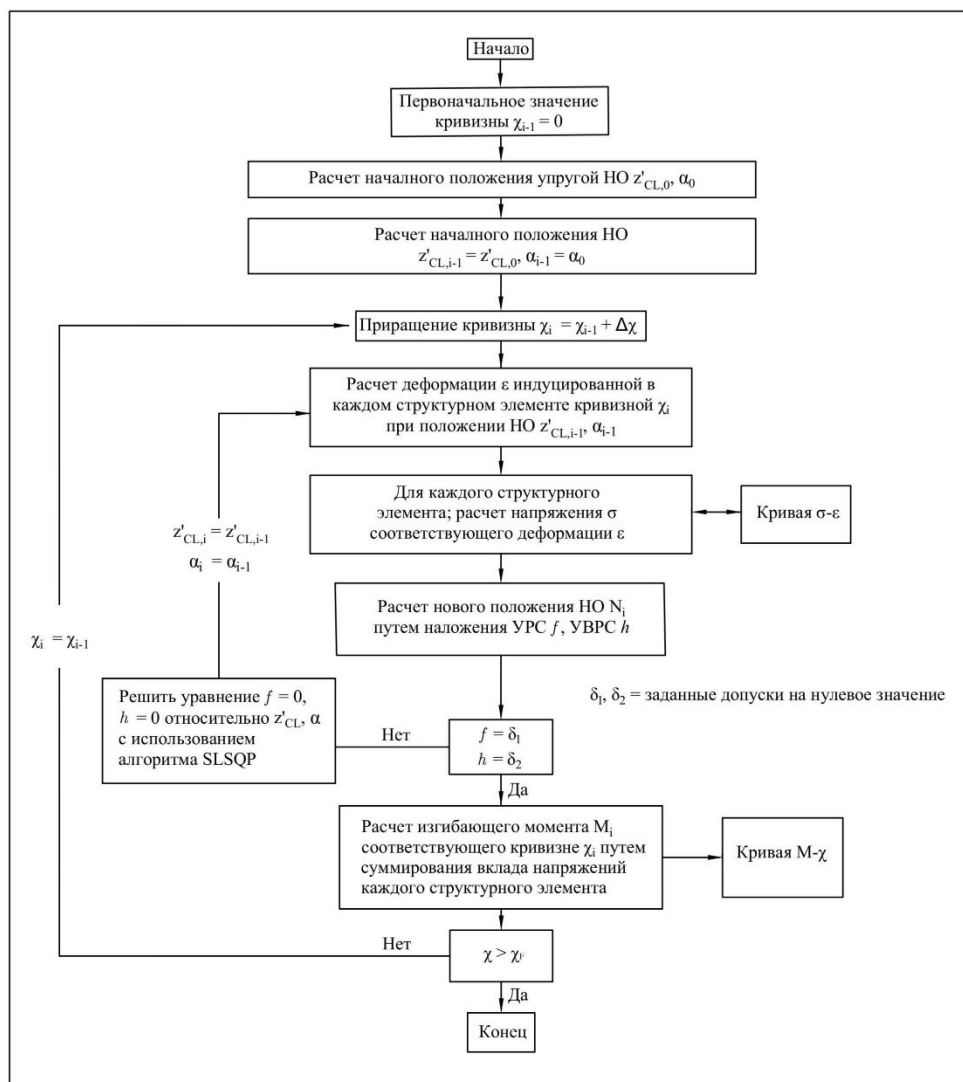 Начало
Первоначальное значение
кривизны χi-1 = 0
Расчет началного положения упругой НО z'CL,0, α0
Расчет началного положения НО
z'CL,i-1 = z'CL,0, αi-1 = α0
Приращение кривизны χi = χi-1 + Δχ
Расчет деформации ε индуцированной в
каждом структурном элементе кривизной χi
при положении НО z'CL,i-1, αi-1
Для каждого структурного
элемента; расчет напряжения σ
соответствующего деформации ε
Кривая σ-ε
z'CL,i = z'CL,i-1
αi = αi-1
Расчет нового положения НО Ni
путем наложения УРС f, УВРС h
χi = χi-1
Решить уравнение f = 0,
h = 0 относительно z'CL, α
с использованием
алгоритма SLSQP
Нет
f = δ1
h = δ2
δ1, δ2 = заданные допуски на нулевое значение
Да
Расчет изгибающего момента Mi
соответствующего кривизне χi путем
суммирования вклада напряжений
каждого структурного элемента
Кривая М-χ
Нет
χ > χF
Да
Конец